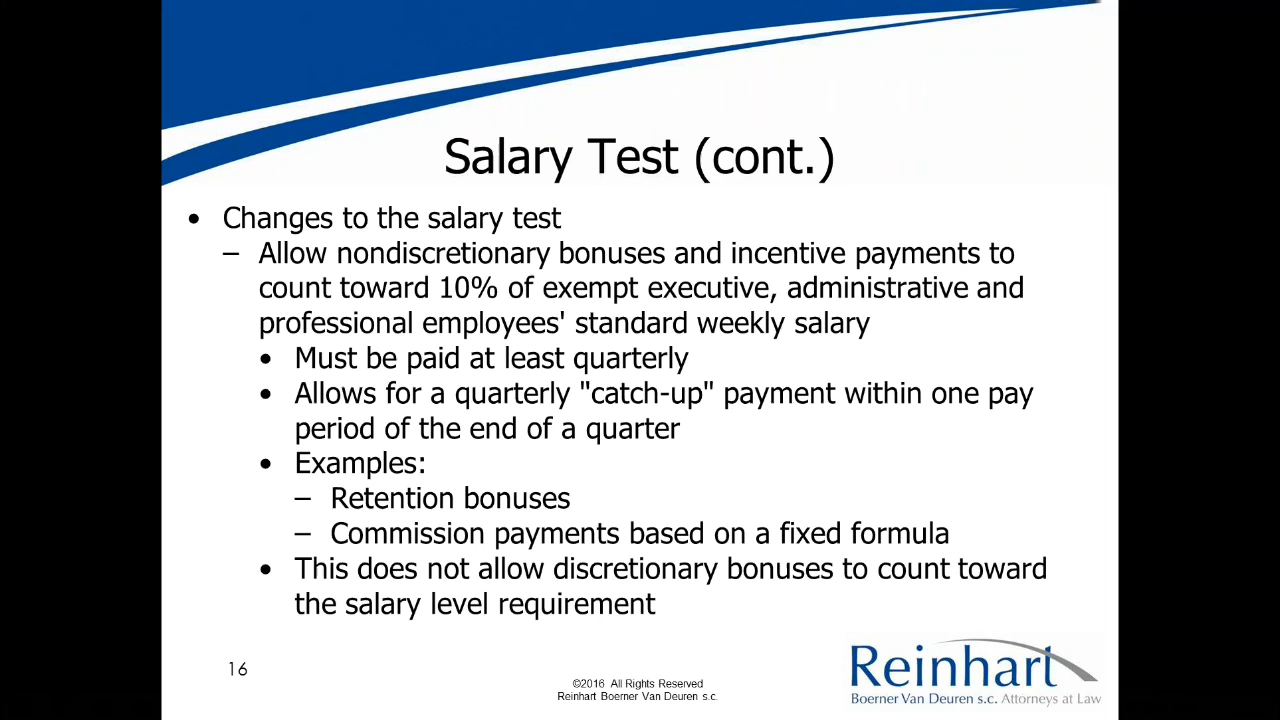 Salary Test (cont.)
• Changes to the salary test
– Allow nondiscretionary bonuses and incentive payments to
count toward 10% of exempt executive, administrative and
professional employees' standard weekly salary
• Must be paid at least quarterly
• Allows for a quarterly "catch-up" payment within one pay
period of the end of a quarter
• Examples:
– Retention bonuses
– Commission payments based on a fixed formula
• This does not allow discretionary bonuses to count toward
the salary level requirement
16
©2016 All Rights Reserved
Reinhart Boerner Van Deuren s.c.
Reinhart
Boerner Van Deuren s.c. Attorneys at Law